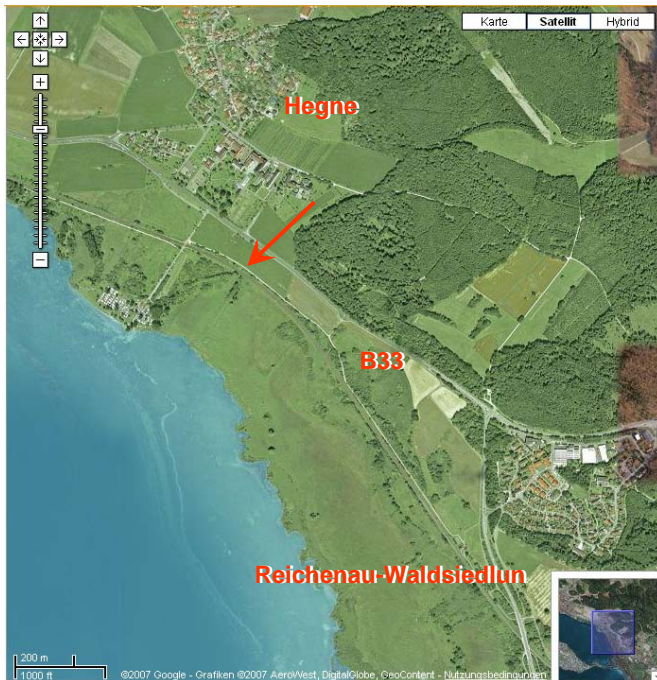 Karte Satellit Hybrid
Hegne
B33
Reichenau-Waldsiedlun
200 m
1000 ft
©2007 Google - Grafiken ©2007 AeroWest, DigitalGlobe, GeoContent - Nutzungsbedingungen